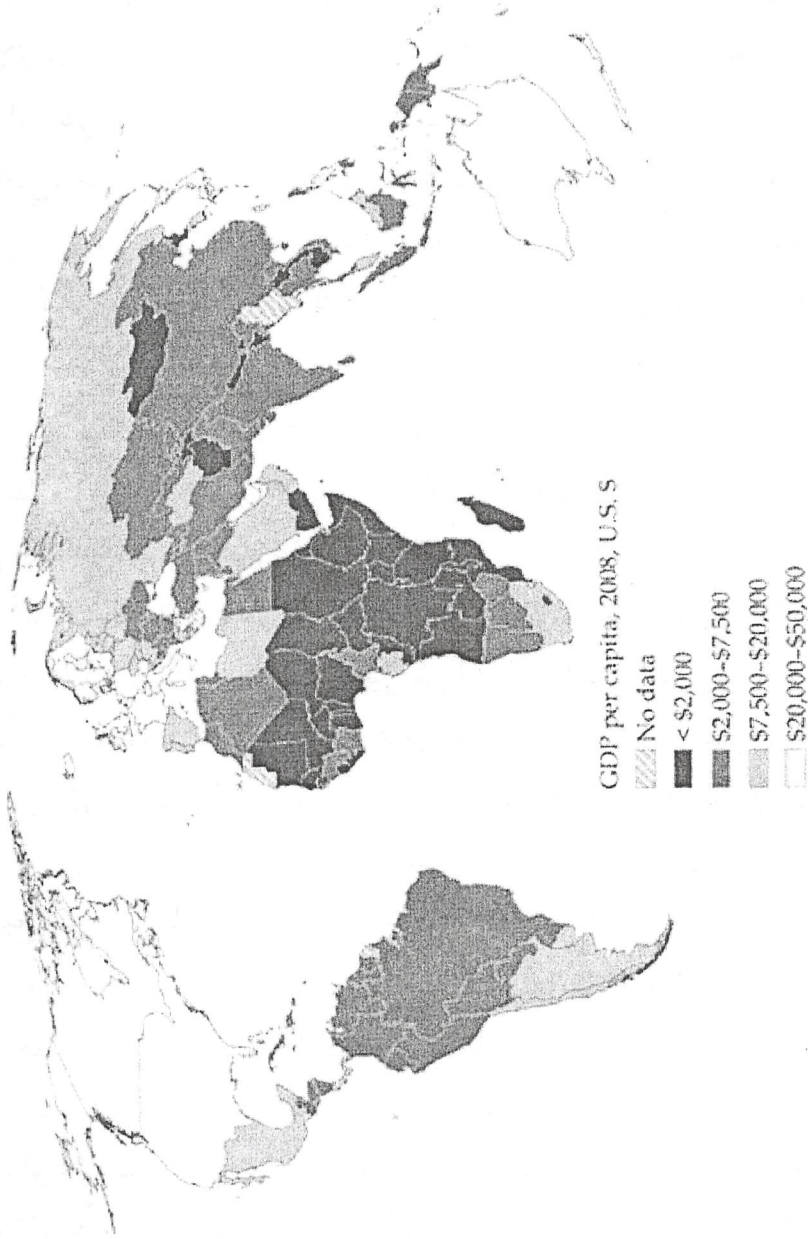 GDP per capita, 2008, U.S. S
No data
< $2,000
$2,000–$7,500
$7,500–$20,000
$20,000–$50,000